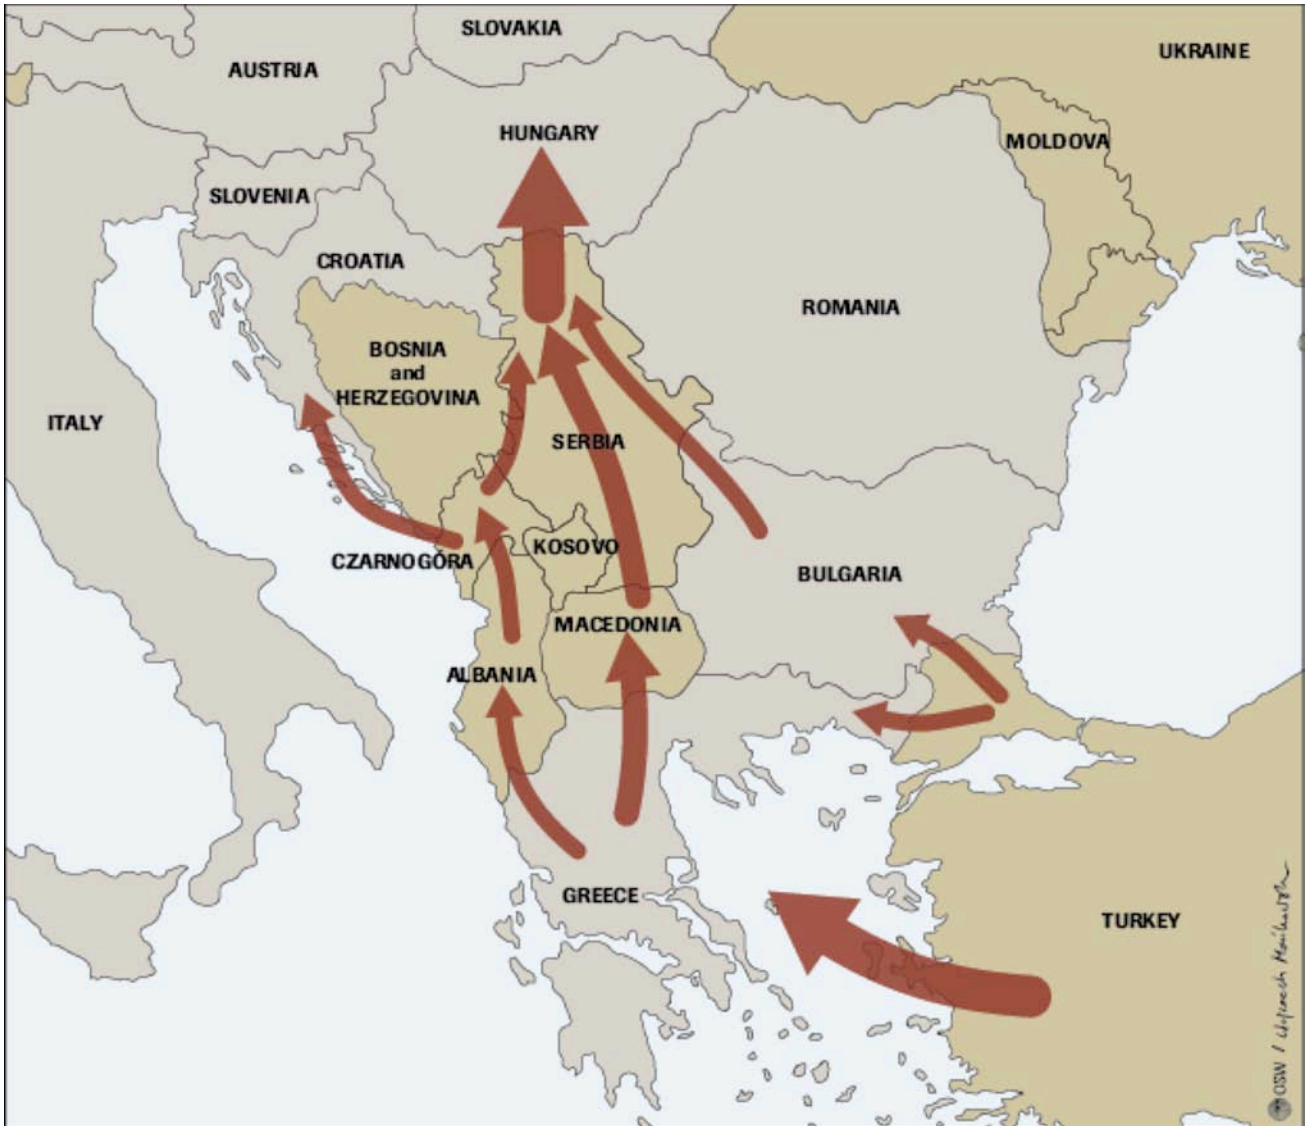 SLOVAKIA
UKRAINE
AUSTRIA
HUNGARY
MOLDOVA
SLOVENIA
CROATIA
ROMANIA
BOSNIA
and
HERZEGOVINA
ITALY
SERBIA
KOSOVO
CZARNOGÓRA
BULGARIA
MACEDONIA
ALBANIA
GREECE
TURKEY
OSW /